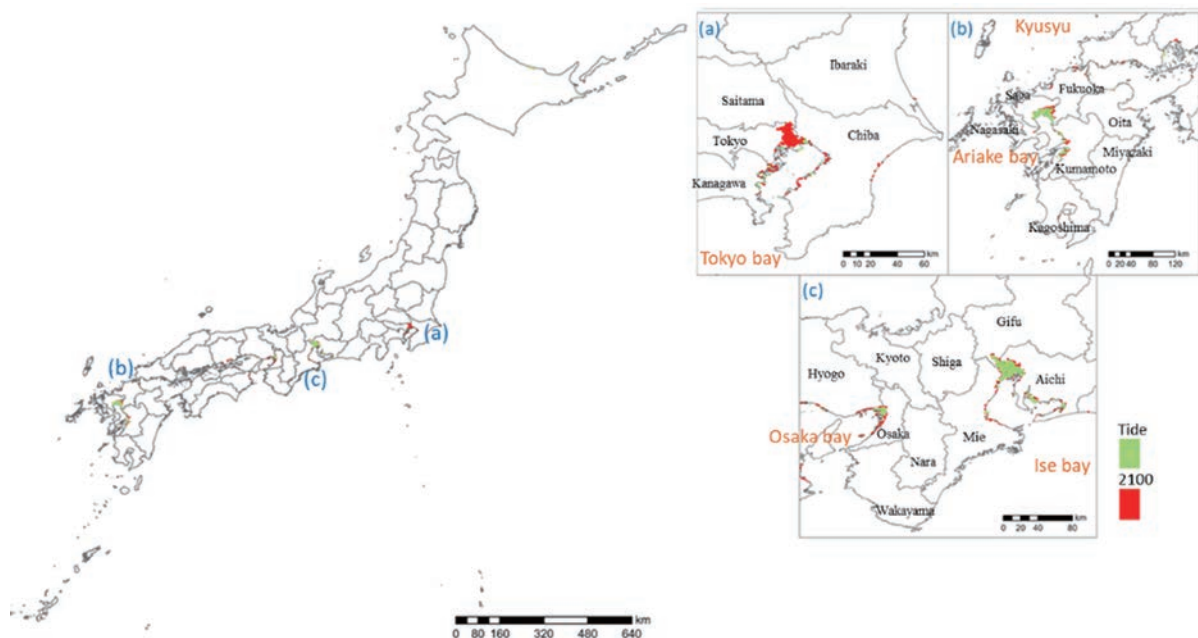 (a)
Ibaraki
Saitama
Tokyo
Chiba
Kanagawa
Tokyo bay
km
0 10 20 40 60
(b)
Kyusyu
Saga
Fukuoka
Oita
Nagasaki
Ariake bay
Miyazaki
Kumamoto
Kagoshima
km
0 20 40 80 120
(c)
Gifu
Kyoto
Shiga
Hyogo
Aichi
Osaka bay
Osaka
Mie
Nara
Ise bay
Wakayama
km
0 10 20 40 60 80
Tide
2100
(a)
(b)
(c)
km
0 80 160 320 480 640